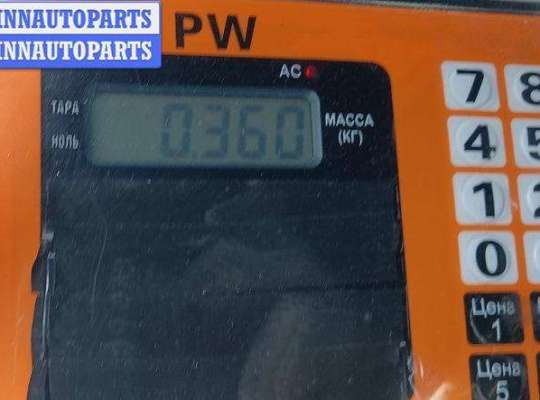 INNAUTOPARTS
INNAUTOPARTS
PW
AC
ТАРА
НОЛЬ
0.360
МАССА
(КГ)
7 8
4 5
1 2
0
Цена
1
Цена
5